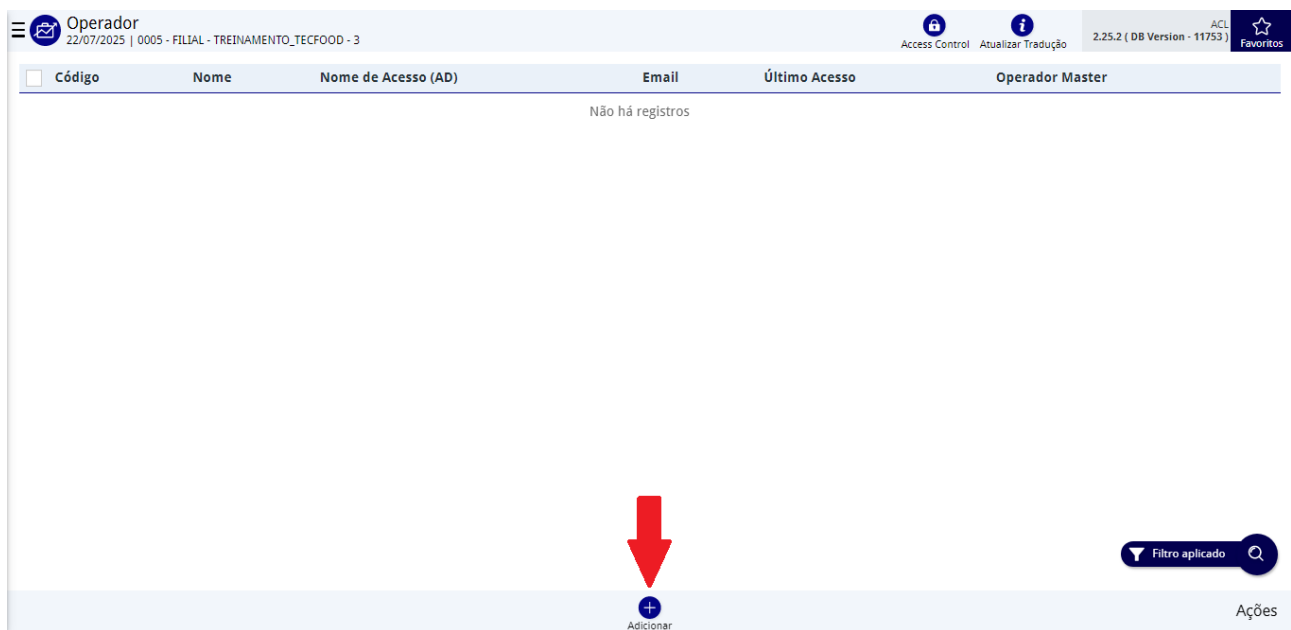 Operador
22/07/2025 | 0005 - FILIAL - TREINAMENTO_TECFOOD - 3
Access Control
Atualizar Tradução
ACL
2.25.2 ( DB Version - 11753 )
Favoritos
Código Nome Nome de Acesso (AD) Email Último Acesso Operador Master
Não há registros
Filtro aplicado
Adicionar
Ações